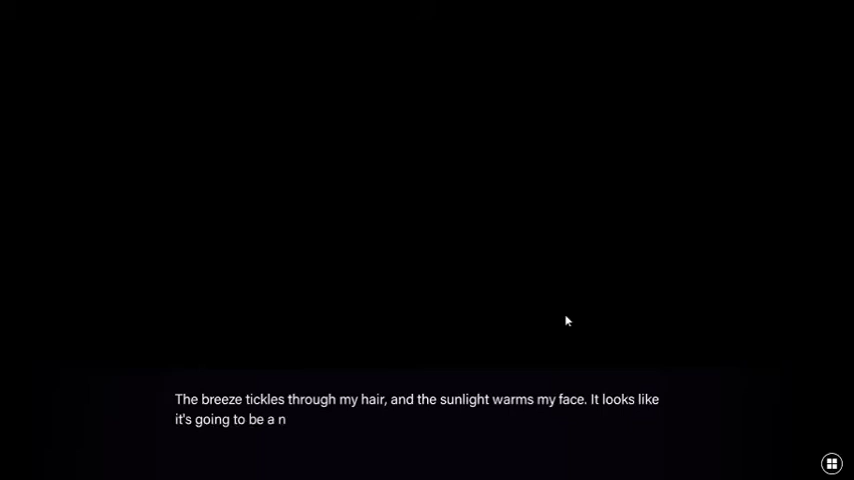 The breeze tickles through my hair, and the sunlight warms my face. It looks like
it's going to be a n